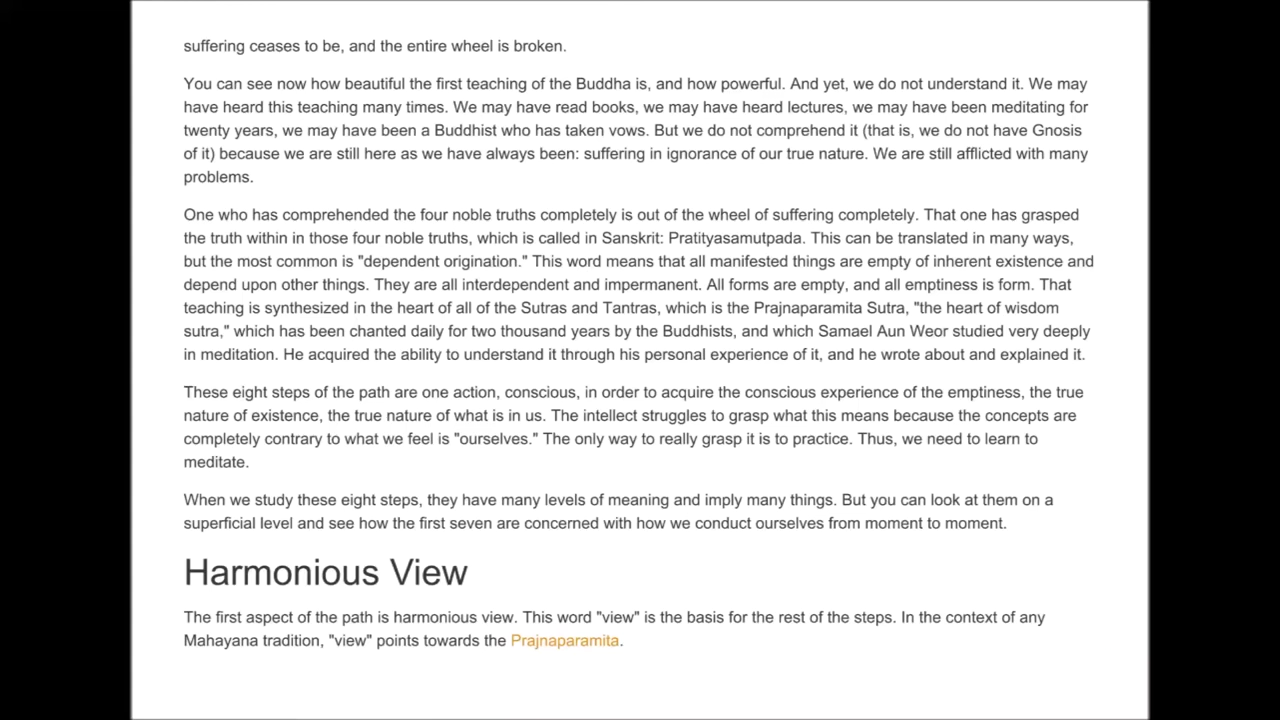 suffering ceases to be, and the entire wheel is broken.
You can see now how beautiful the first teaching of the Buddha is, and how powerful. And yet, we do not understand it. We may
have heard this teaching many times. We may have read books, we may have heard lectures, we may have been meditating for
twenty years, we may have been a Buddhist who has taken vows. But we do not comprehend it (that is, we do not have Gnosis
of it) because we are still here as we have always been: suffering in ignorance of our true nature. We are still afflicted with many
problems.
One who has comprehended the four noble truths completely is out of the wheel of suffering completely. That one has grasped
the truth within in those four noble truths, which is called in Sanskrit: Pratityasamutpada. This can be translated in many ways,
but the most common is "dependent origination." This word means that all manifested things are empty of inherent existence and
depend upon other things. They are all interdependent and impermanent. All forms are empty, and all emptiness is form. That
teaching is synthesized in the heart of all of the Sutras and Tantras, which is the Prajnaparamita Sutra, "the heart of wisdom
sutra," which has been chanted daily for two thousand years by the Buddhists, and which Samael Aun Weor studied very deeply
in meditation. He acquired the ability to understand it through his personal experience of it, and he wrote about and explained it.
These eight steps of the path are one action, conscious, in order to acquire the conscious experience of the emptiness, the true
nature of existence, the true nature of what is in us. The intellect struggles to grasp what this means because the concepts are
completely contrary to what we feel is "ourselves." The only way to really grasp it is to practice. Thus, we need to learn to
meditate.
When we study these eight steps, they have many levels of meaning and imply many things. But you can look at them on a
superficial level and see how the first seven are concerned with how we conduct ourselves from moment to moment.
Harmonious View
The first aspect of the path is harmonious view. This word "view" is the basis for the rest of the steps. In the context of any
Mahayana tradition, "view" points towards the Prajnaparamita.